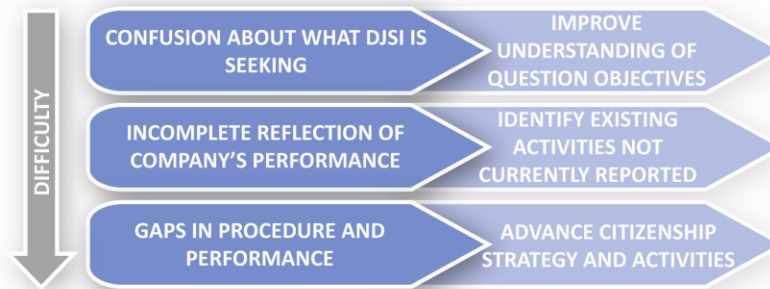 DIFFICULTY
CONFUSION ABOUT WHAT DJSI IS
SEEKING
IMPROVE
UNDERSTANDING OF
QUESTION OBJECTIVES
INCOMPLETE REFLECTION OF
COMPANY'S PERFORMANCE
IDENTIFY EXISTING
ACTIVITIES NOT
CURRENTLY REPORTED
GAPS IN PROCEDURE AND
PERFORMANCE
ADVANCE CITIZENSHIP
STRATEGY AND ACTIVITIES